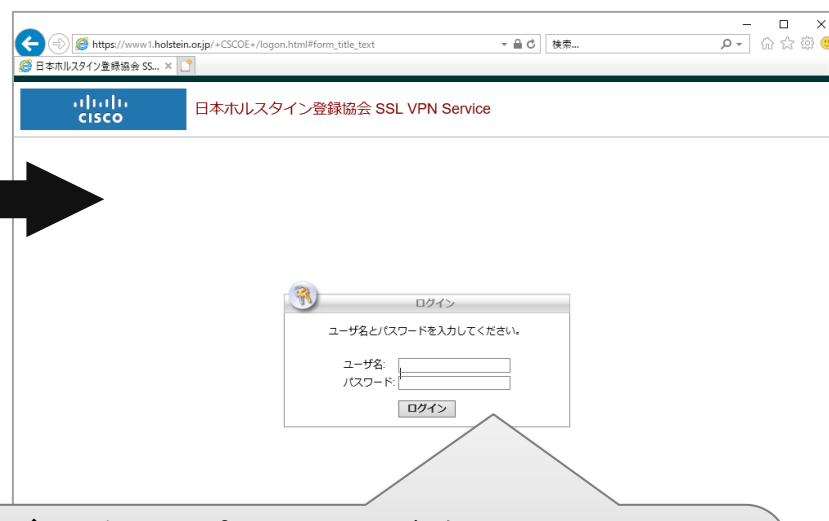 https://www1.holstein.or.jp/+CSCOE+/logon.html#form_title_text
検索...
日本ホルスタイン登録協会 SS...
CISCO
日本ホルスタイン登録協会 SSL VPN Service
ログイン
ユーザ名とパスワードを入力してください。
ユーザ名:
パスワード:
ログイン